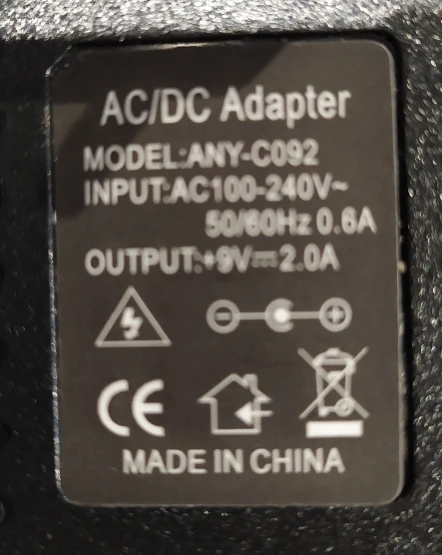 AC/DC Adapter
MODEL:ANY-C092
INPUT:AC100-240V~
50/60Hz 0.6A
OUTPUT:+9V⎓2.0A
CE
MADE IN CHINA